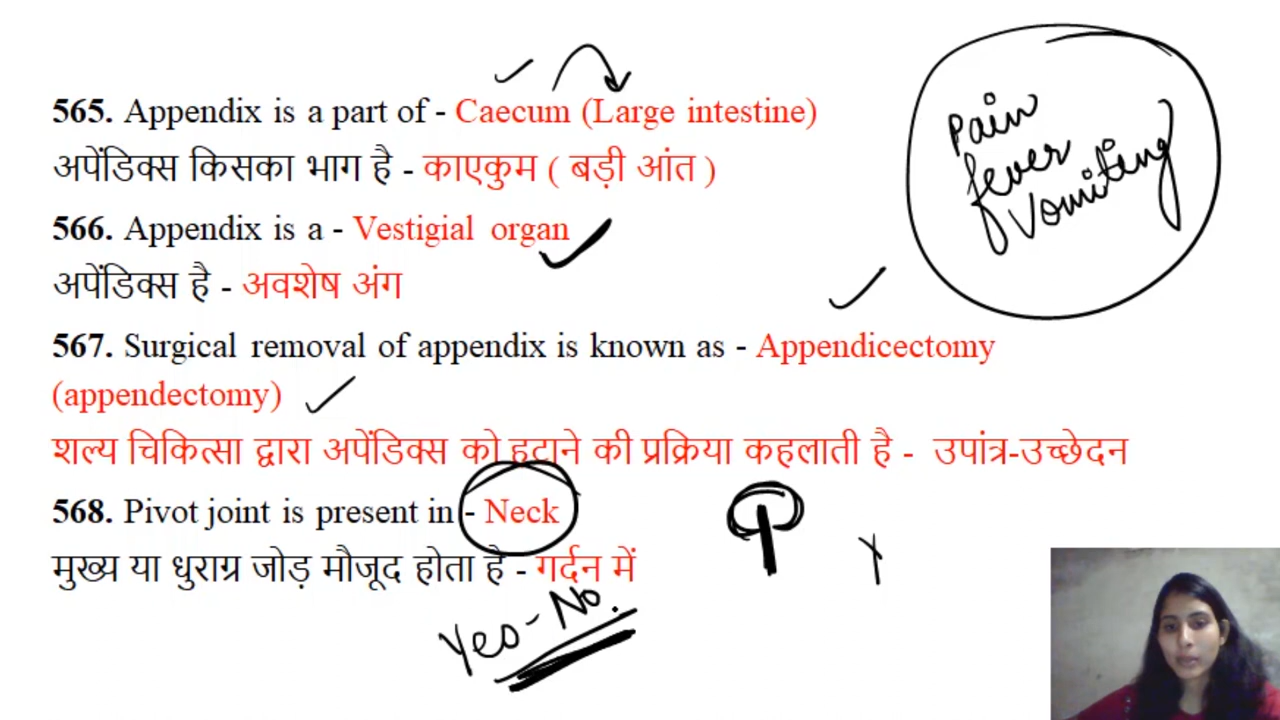 565. Appendix is a part of - Caecum (Large intestine)
अपेंडिक्स किसका भाग है - काएकुम ( बड़ी आंत )
566. Appendix is a - Vestigial organ
अपेंडिक्स है - अवशेष अंग
567. Surgical removal of appendix is known as - Appendicectomy
(appendectomy)
शल्य चिकित्सा द्वारा अपेंडिक्स को हटाने की प्रक्रिया कहलाती है - उपांत्र-उच्छेदन
568. Pivot joint is present in - Neck
मुख्य या धुराग्र जोड़ मौजूद होता है - गर्दन में
Yes - No.
Pain
fever
Vomiting